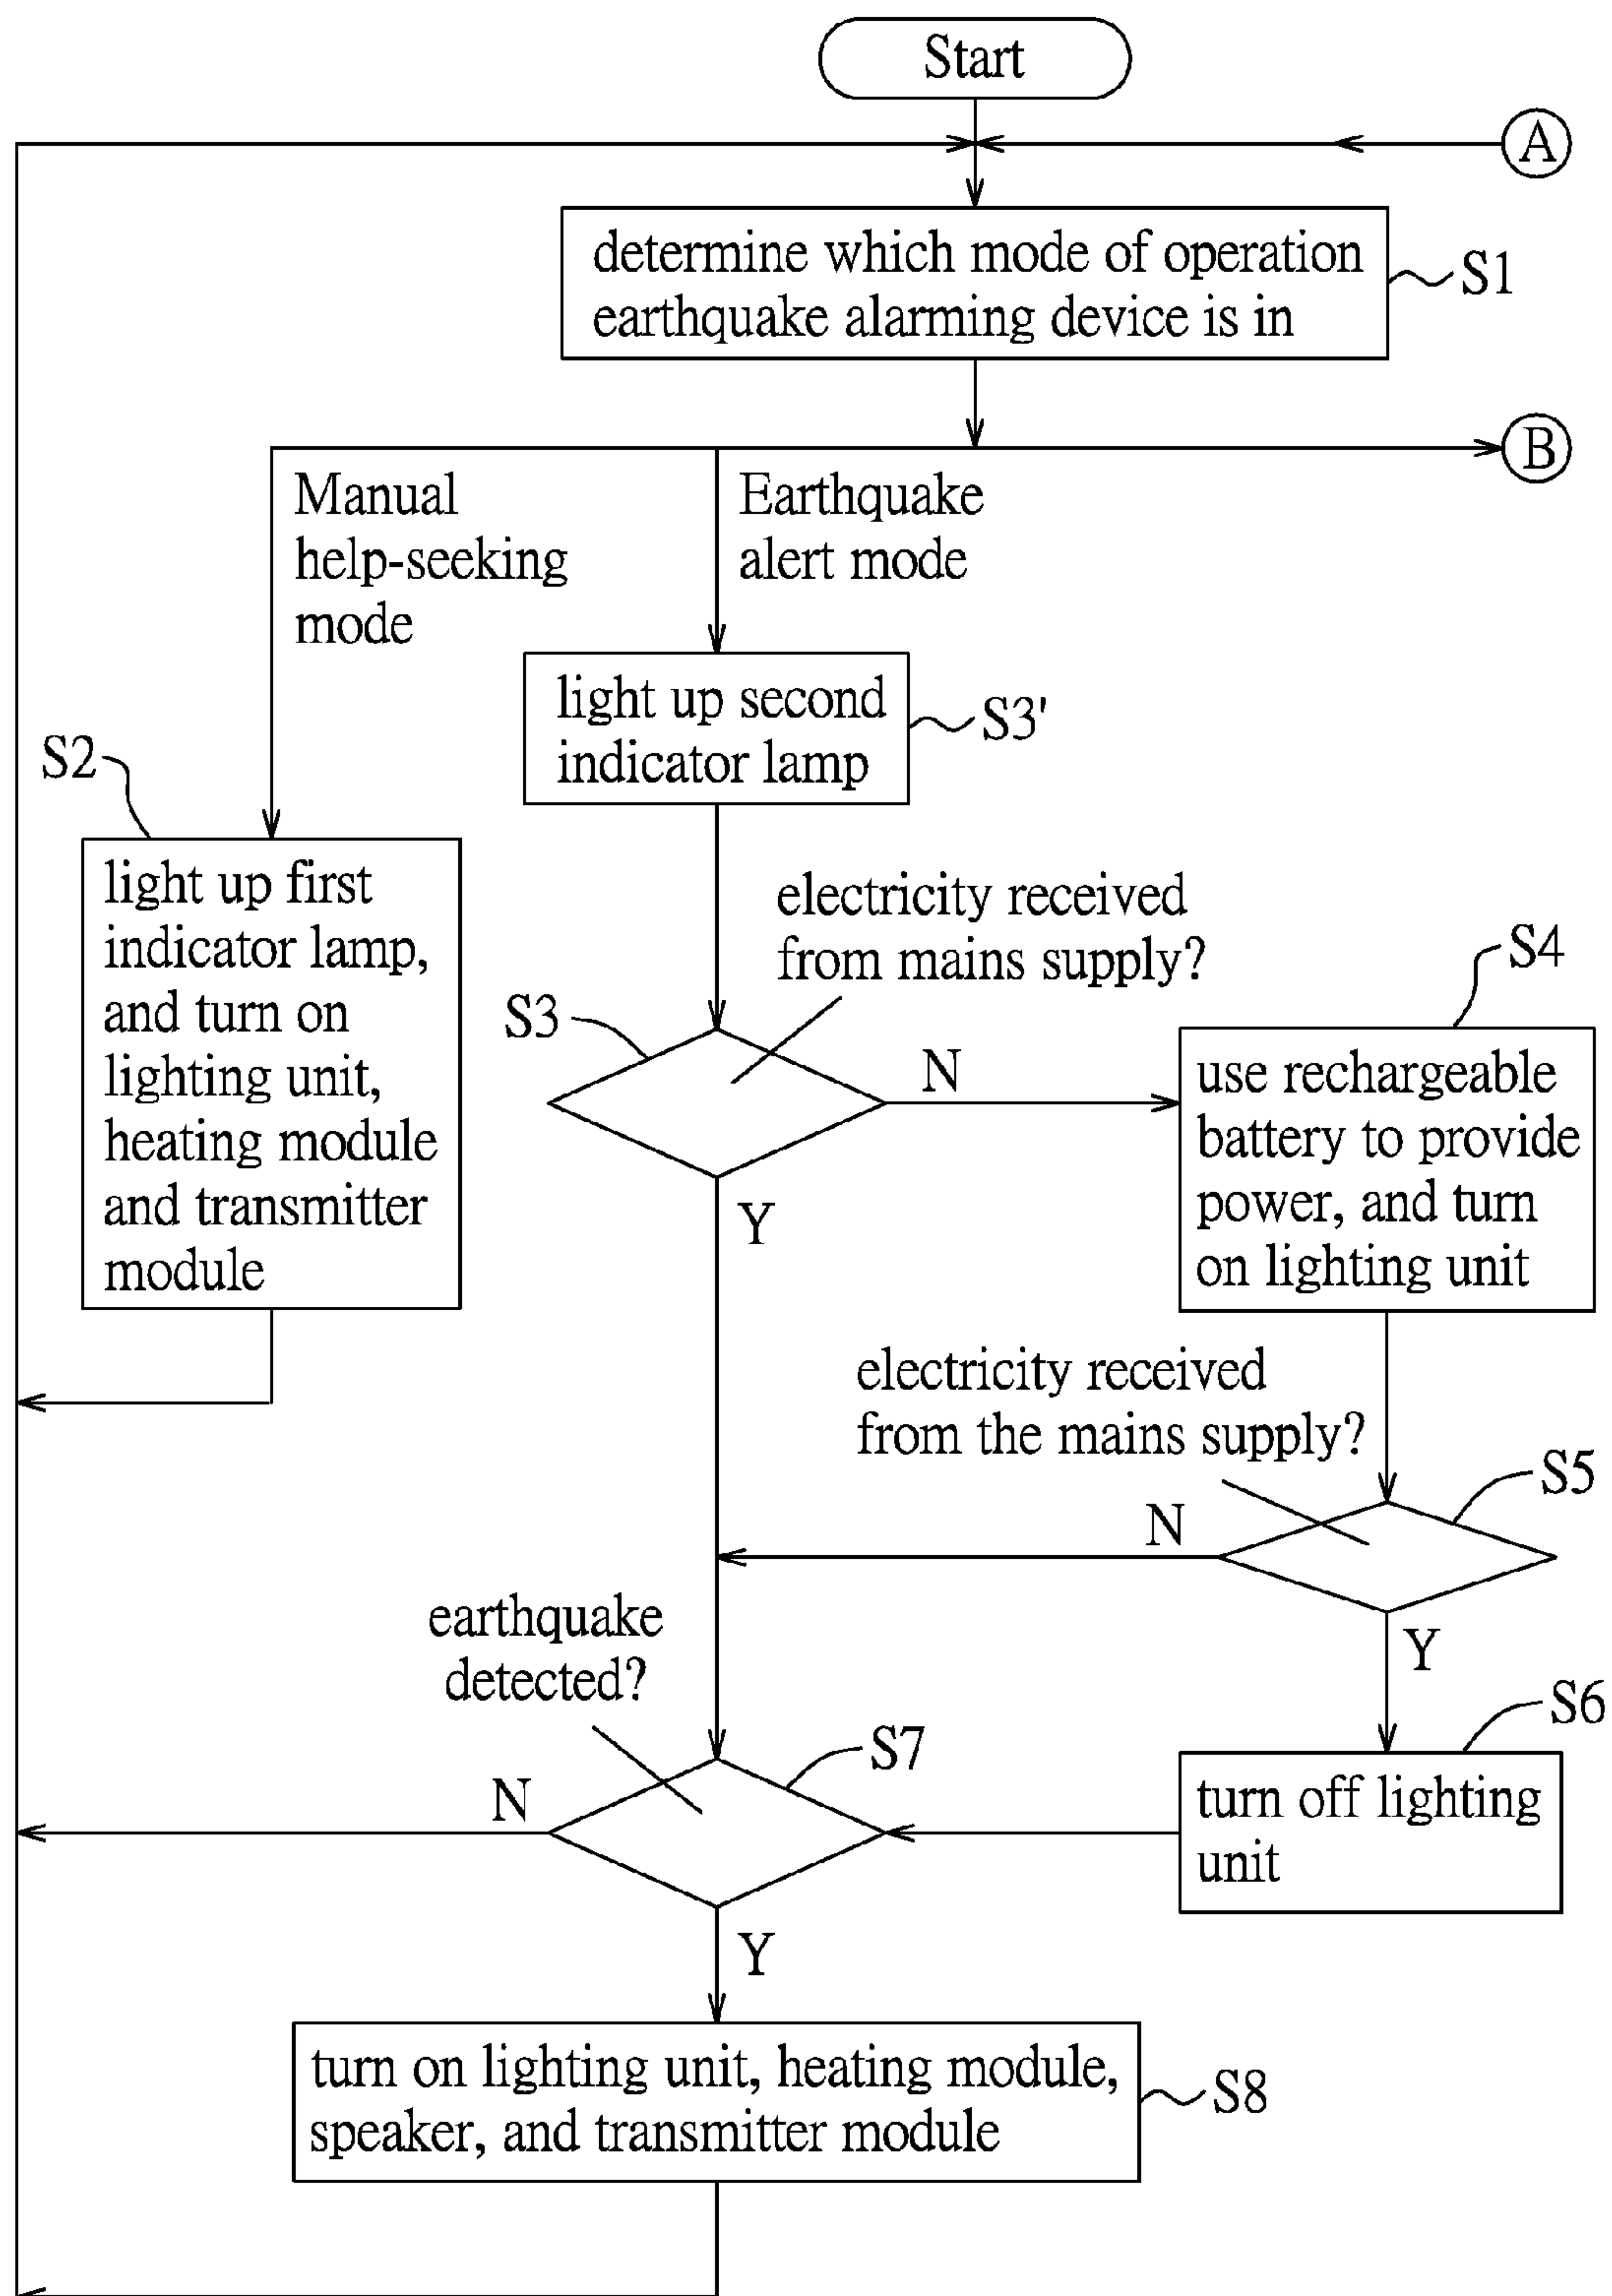 Start
A
determine which mode of operation
earthquake alarming device is in
S1
B
Manual
help-seeking
mode
Earthquake
alert mode
light up second
indicator lamp
S3'
S2
light up first
indicator lamp,
and turn on
lighting unit,
heating module
and transmitter
module
electricity received
from mains supply?
S3
N
Y
S4
use rechargeable
battery to provide
power, and turn
on lighting unit
electricity received
from the mains supply?
S5
N
Y
earthquake
detected?
S7
N
Y
S6
turn off lighting
unit
turn on lighting unit, heating module,
speaker, and transmitter module
S8